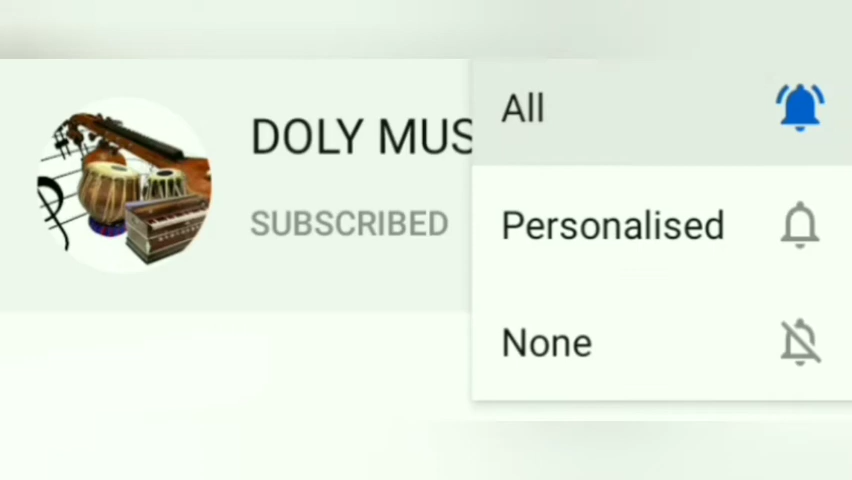 DOLY MUS
SUBSCRIBED
All
Personalised
None